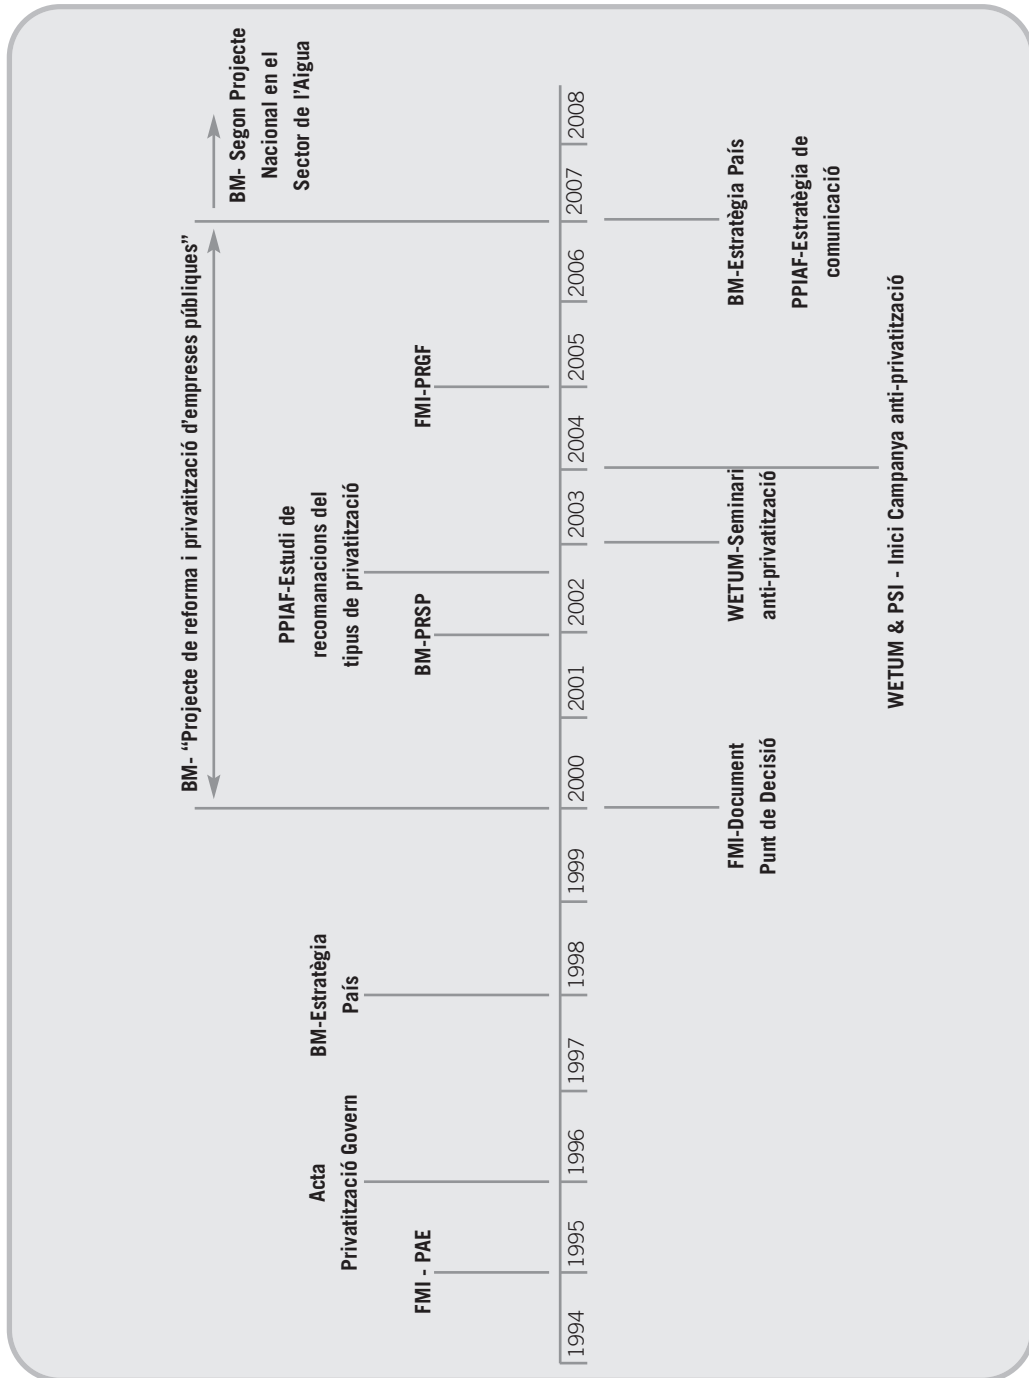 BM- “Projecte de reforma i privatització d'empreses públiques”
BM- Segon Projecte
Nacional en el
Sector de l'Aigua
PPIAF-Estudi de
recomanacions del
tipus de privatització
BM-Estratègia
País
Acta
Privatització Govern
FMI - PAE
BM-PRSP
FMI-PRGF
1994
1995
1996
1997
1998
1999
2000
2001
2002
2003
2004
2005
2006
2007
2008
FMI-Document
Punt de Decisió
WETUM-Seminari
anti-privatització
BM-Estratègia País
PPIAF-Estratègia de
comunicació
WETUM & PSI - Inici Campanya anti-privatització